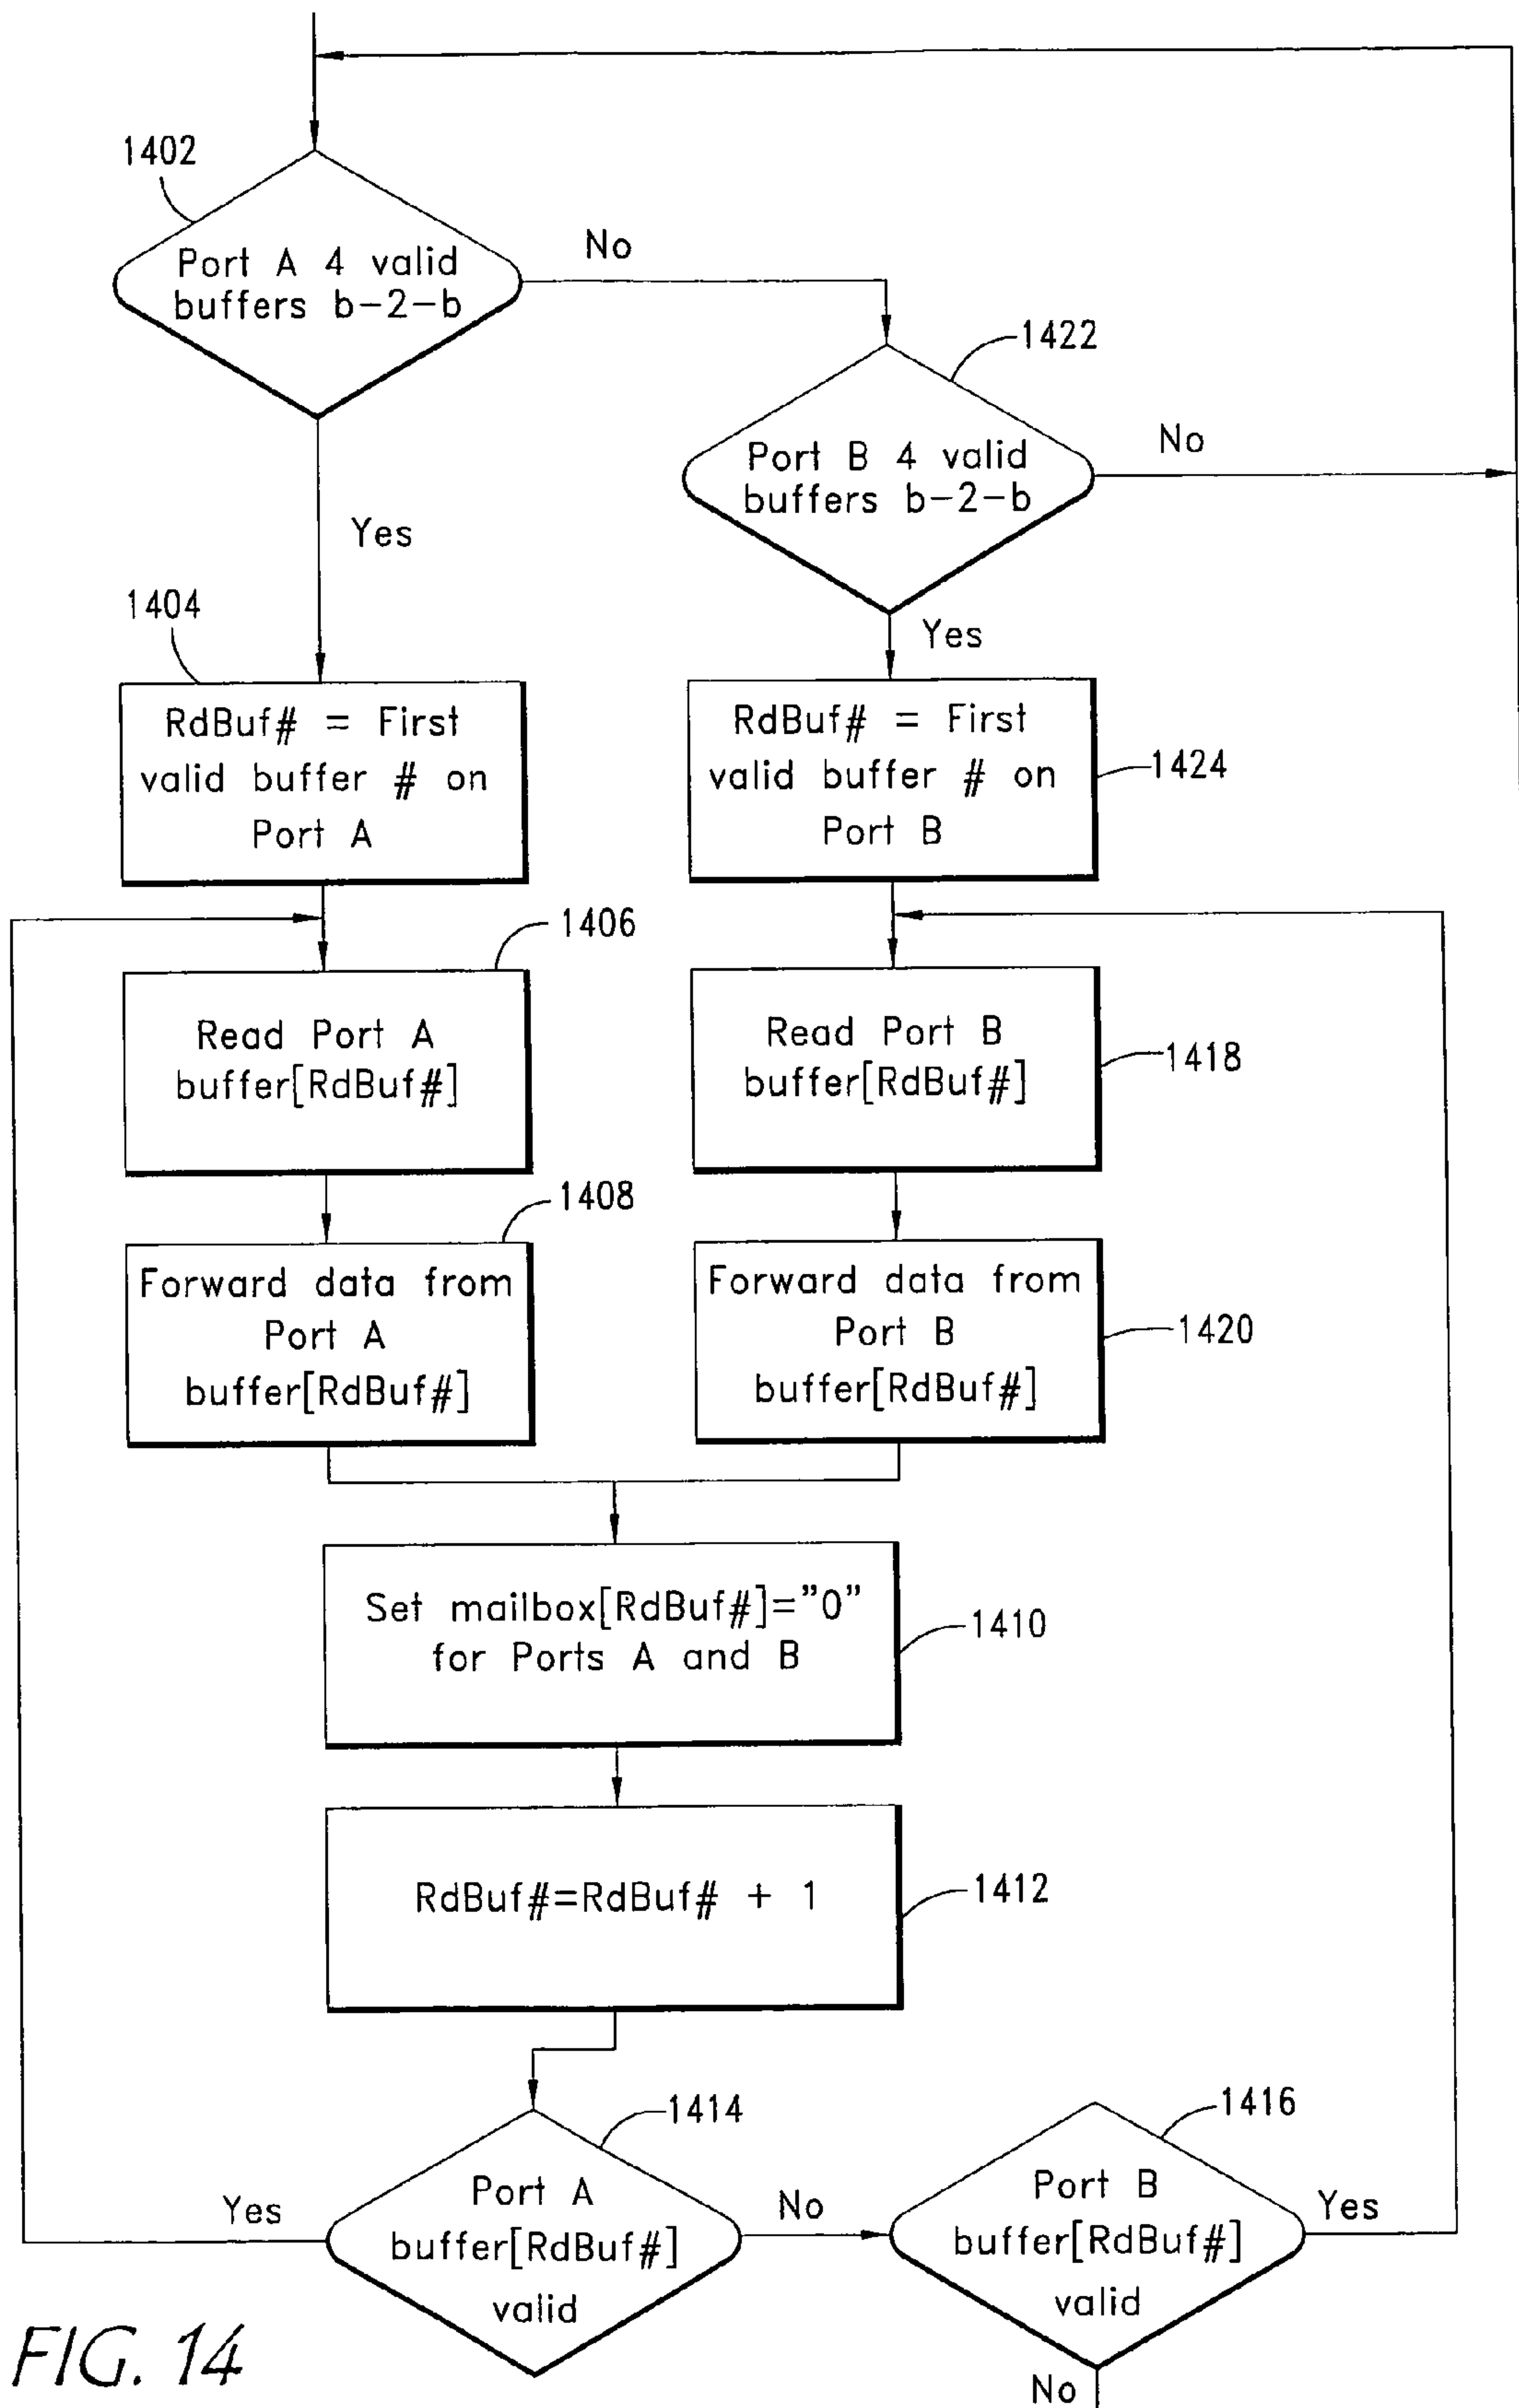 1402
Port A 4 valid
buffers b-2-b
No
1422
Port B 4 valid
buffers b-2-b
No
Yes
Yes
1404
RdBuf# = First
valid buffer # on
Port A
RdBuf# = First
valid buffer # on
Port B
1424
1406
Read Port A
buffer[RdBuf#]
Read Port B
buffer[RdBuf#]
1418
1408
Forward data from
Port A
buffer[RdBuf#]
Forward data from
Port B
buffer[RdBuf#]
1420
Set mailbox[RdBuf#]="0"
for Ports A and B
1410
RdBuf#=RdBuf# + 1
1412
1414
Port A
buffer[RdBuf#]
valid
Yes
No
1416
Port B
buffer[RdBuf#]
valid
Yes
No
FIG. 14